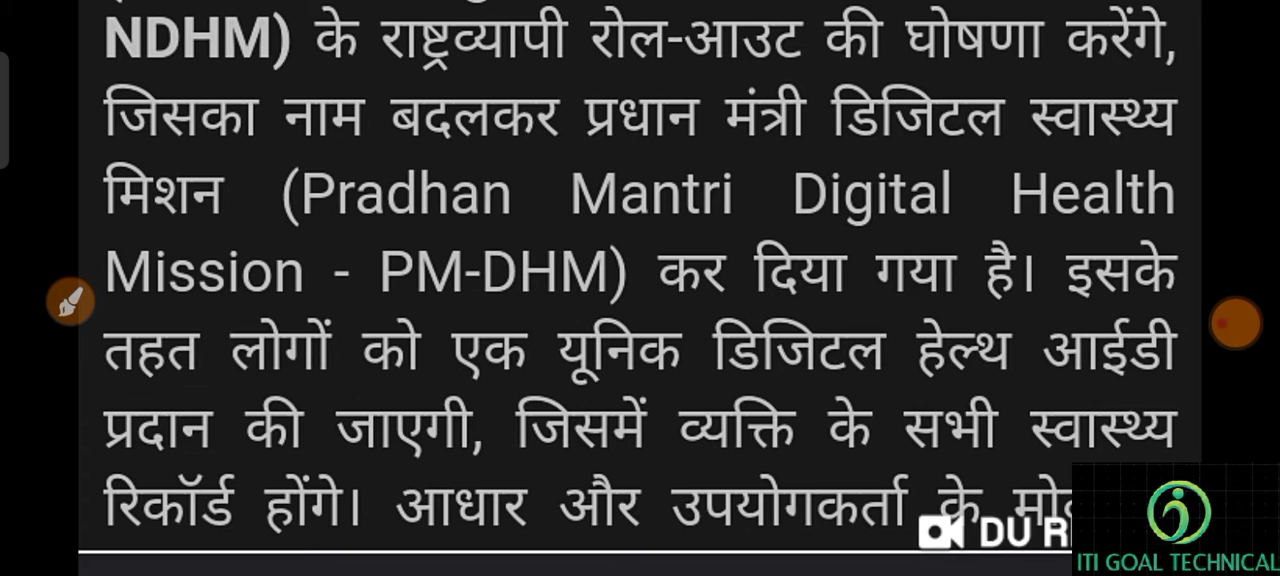 NDHM) के राष्ट्रव्यापी रोल-आउट की घोषणा करेंगे,
जिसका नाम बदलकर प्रधान मंत्री डिजिटल स्वास्थ्य
मिशन (Pradhan Mantri Digital Health
Mission - PM-DHM) कर दिया गया है। इसके
तहत लोगों को एक यूनिक डिजिटल हेल्थ आईडी
प्रदान की जाएगी, जिसमें व्यक्ति के सभी स्वास्थ्य
रिकॉर्ड होंगे। आधार और उपयोगकर्ता के
DU R
ITI GOAL TECHNICAL